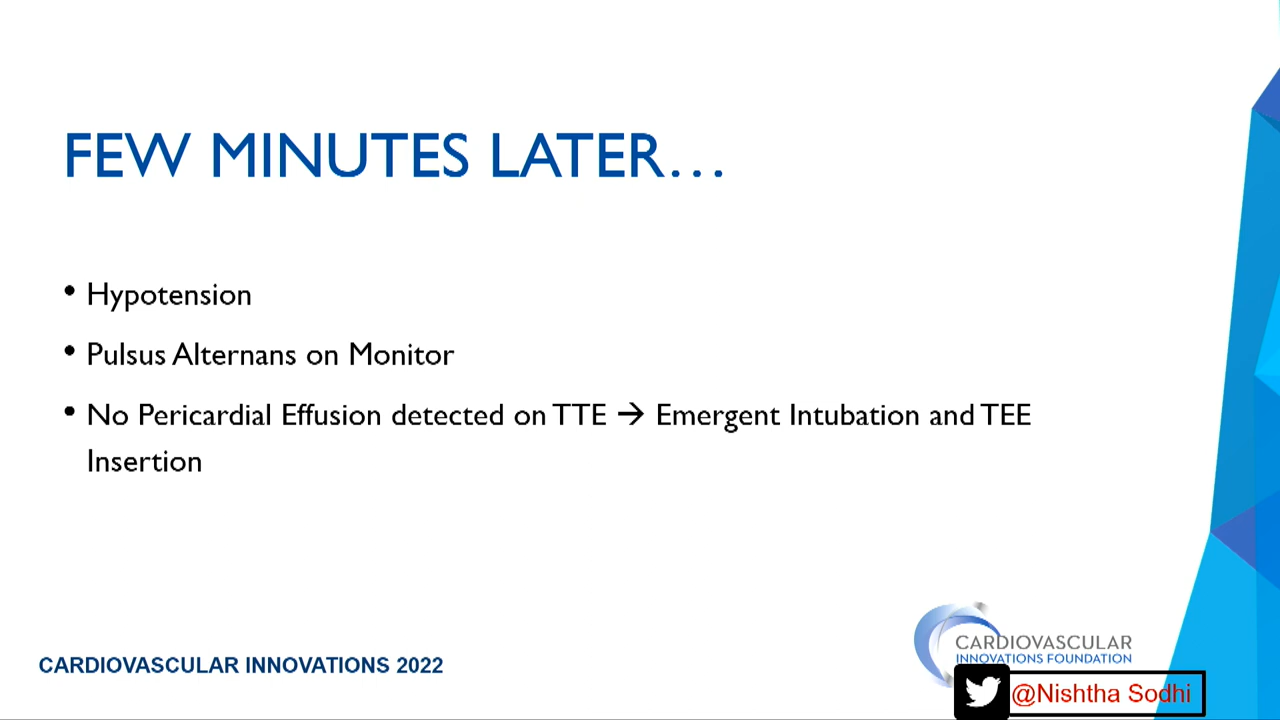 FEW MINUTES LATER…
• Hypotension
• Pulsus Alternans on Monitor
• No Pericardial Effusion detected on TTE → Emergent Intubation and TEE
Insertion
CARDIOVASCULAR INNOVATIONS 2022
CARDIOVASCULAR
INNOVATIONS FOUNDATION
@Nishtha Sodhi